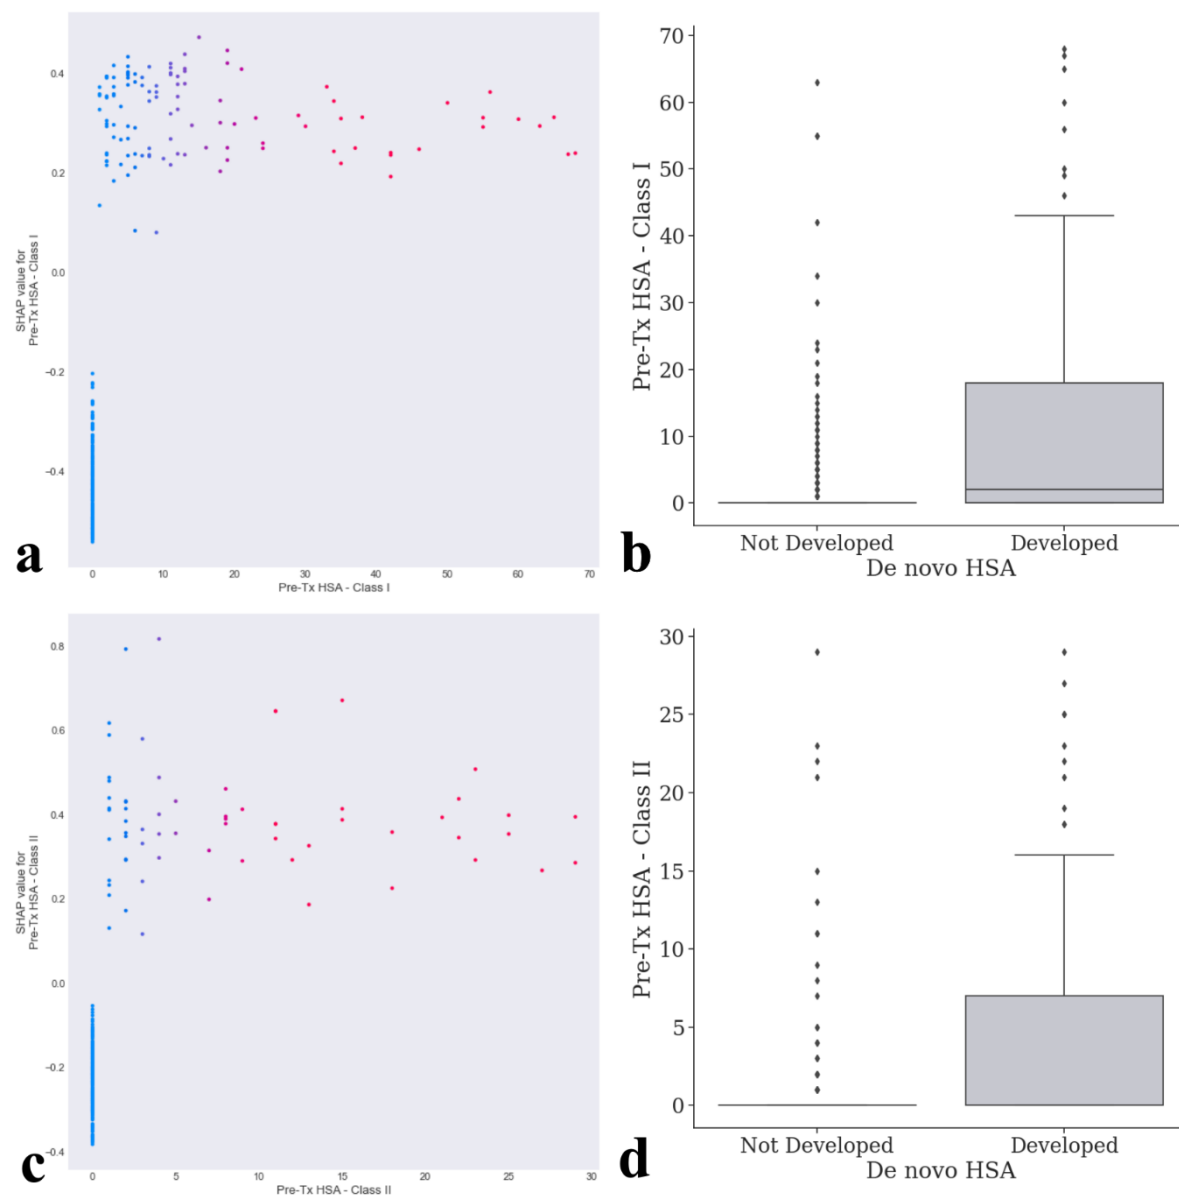 0.4
0.2
0.0
−0.2
−0.4
SHAP value for
Pre-Tx HSA - Class I
0
10
20
30
40
50
60
70
Pre-Tx HSA - Class I
a
70
60
50
40
30
20
10
0
Pre-Tx HSA - Class I
Not Developed
Developed
De novo HSA
b
0.8
0.6
0.4
0.2
0.0
−0.2
−0.4
SHAP value for
Pre-Tx HSA - Class II
0
5
10
15
20
25
30
Pre-Tx HSA - Class II
c
30
25
20
15
10
5
0
Pre-Tx HSA - Class II
Not Developed
Developed
De novo HSA
d